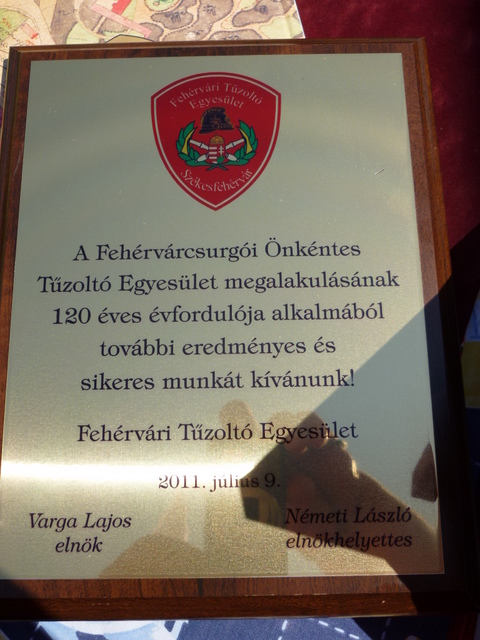 Fehérvári Tűzoltó
Egyesület
Székesfehérvár
A Fehérvárcsurgói Önkéntes
Tűzoltó Egyesület megalakulásának
120 éves évfordulója alkalmából
további eredményes és
sikeres munkát kívánunk!
Fehérvári Tűzoltó Egyesület
2011. július 9.
Varga Lajos
elnök
Németi László
elnökhelyettes